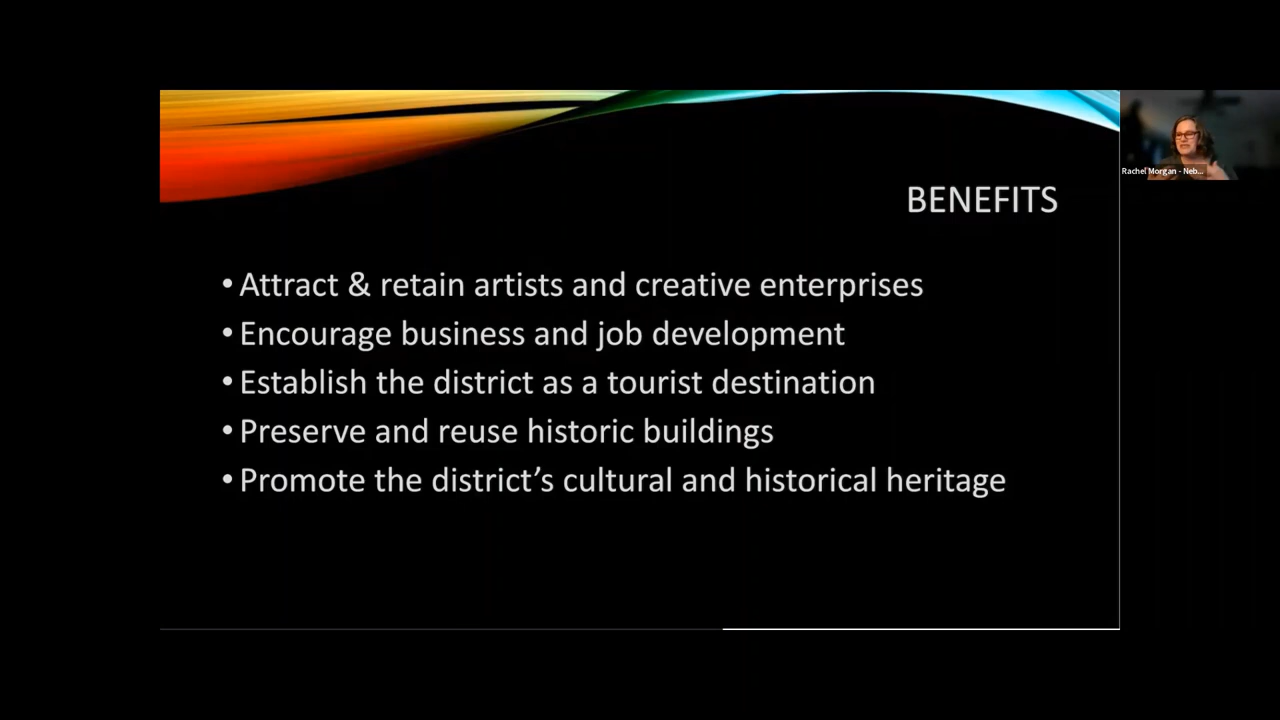 BENEFITS
• Attract & retain artists and creative enterprises
• Encourage business and job development
• Establish the district as a tourist destination
• Preserve and reuse historic buildings
• Promote the district’s cultural and historical heritage
Rachel Morgan - Neb...